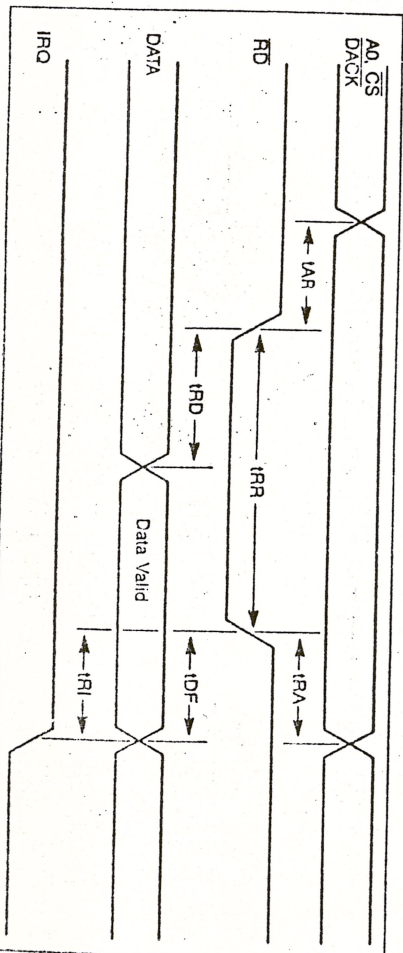 A0, CS
DACK
tAR
tRA
RD
tRR
tRD
tDF
DATA
Data Valid
tRI
IRQ